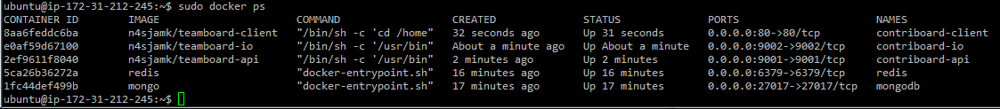 ubuntu@ip-172-31-212-245:~$ sudo docker ps
CONTAINER ID        IMAGE                     COMMAND                  CREATED              STATUS              PORTS                      NAMES
8aa6feddc6ba        n4sjamk/teamboard-client  "/bin/sh -c 'cd /home"   32 seconds ago       Up 31 seconds       0.0.0.0:80->80/tcp         contriboard-client
e0af59d67100        n4sjamk/teamboard-io      "/bin/sh -c '/usr/bin"   About a minute ago   Up About a minute   0.0.0.0:9002->9002/tcp     contriboard-io
2ef9611f8040        n4sjamk/teamboard-api     "/bin/sh -c '/usr/bin"   2 minutes ago        Up 2 minutes        0.0.0.0:9001->9001/tcp     contriboard-api
5ca26b36272a        redis                     "docker-entrypoint.sh"   16 minutes ago       Up 16 minutes       0.0.0.0:6379->6379/tcp     redis
1fc44def499b        mongo                     "docker-entrypoint.sh"   17 minutes ago       Up 17 minutes       0.0.0.0:27017->27017/tcp   mongodb
ubuntu@ip-172-31-212-245:~$